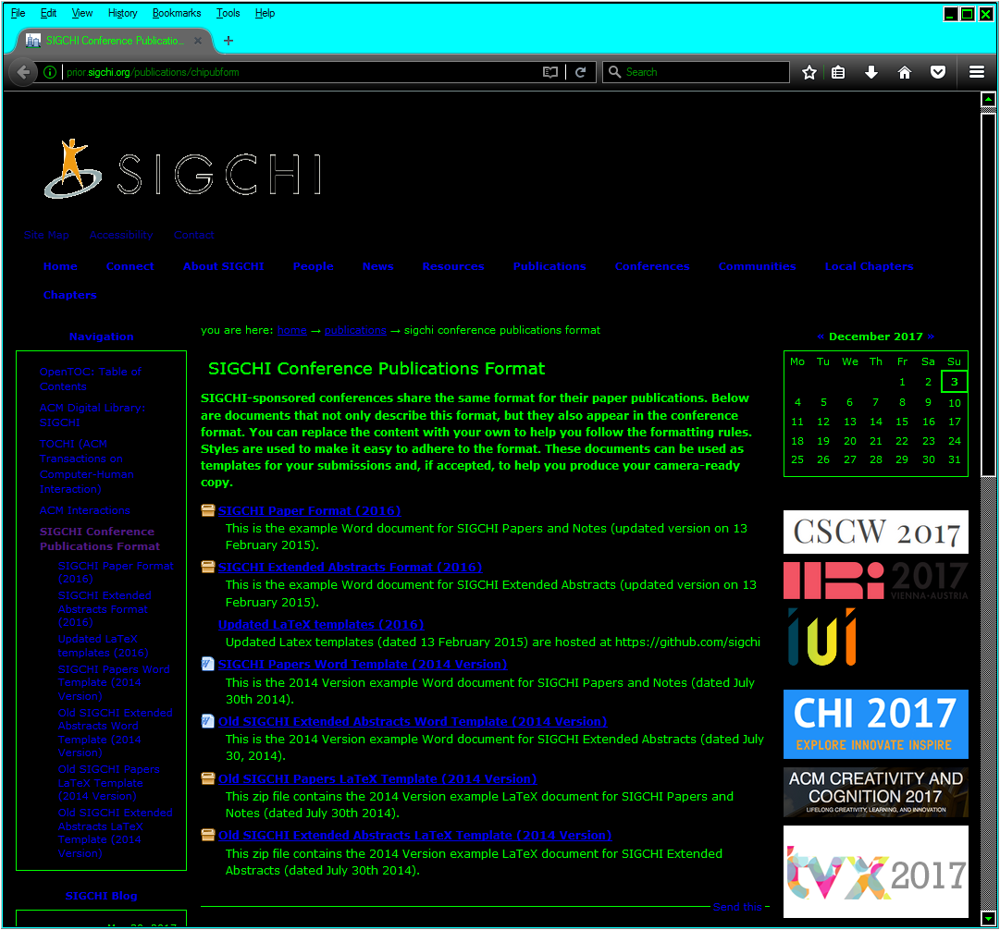 File Edit View History Bookmarks Tools Help
SIGCHI Conference Publicatio...
prior.sigchi.org/publications/chipubform
Search
SIGCHI
Site Map Accessibility Contact
Home Connect About SIGCHI People News Resources Publications Conferences Communities Local Chapters
Chapters
Navigation
OpenTOC: Table of
Contents
ACM Digital Library:
SIGCHI
TOCHI (ACM
Transactions on
Computer-Human
Interaction)
ACM Interactions
SIGCHI Conference
Publications Format
SIGCHI Paper Format
(2016)
SIGCHI Extended
Abstracts Format
(2016)
Updated LaTeX
templates (2016)
SIGCHI Papers Word
Template (2014
Version)
Old SIGCHI Extended
Abstracts Word
Template (2014
Version)
Old SIGCHI Papers
LaTeX Template
(2014 Version)
Old SIGCHI Extended
Abstracts LaTeX
Template (2014
Version)
SIGCHI Blog
you are here: home → publications → sigchi conference publications format
SIGCHI Conference Publications Format
SIGCHI-sponsored conferences share the same format for their paper publications. Below
are documents that not only describe this format, but they also appear in the conference
format. You can replace the content with your own to help you follow the formatting rules.
Styles are used to make it easy to adhere to the format. These documents can be used as
templates for your submissions and, if accepted, to help you produce your camera-ready
copy.
SIGCHI Paper Format (2016)
This is the example Word document for SIGCHI Papers and Notes (updated version on 13
February 2015).
SIGCHI Extended Abstracts Format (2016)
This is the example Word document for SIGCHI Extended Abstracts (updated version on 13
February 2015).
Updated LaTeX templates (2016)
Updated Latex templates (dated 13 February 2015) are hosted at https://github.com/sigchi
SIGCHI Papers Word Template (2014 Version)
This is the 2014 Version example Word document for SIGCHI Papers and Notes (dated July
30th 2014).
Old SIGCHI Extended Abstracts Word Template (2014 Version)
This is the 2014 Version example Word document for SIGCHI Extended Abstracts (dated July
30, 2014).
Old SIGCHI Papers LaTeX Template (2014 Version)
This zip file contains the 2014 Version example LaTeX document for SIGCHI Papers and
Notes (dated July 30th 2014).
Old SIGCHI Extended Abstracts LaTeX Template (2014 Version)
This zip file contains the 2014 Version example LaTeX document for SIGCHI Extended
Abstracts (dated July 30th 2014).
Send this
« December 2017 »
Mo Tu We Th Fr Sa Su
1 2 3
4 5 6 7 8 9 10
11 12 13 14 15 16 17
18 19 20 21 22 23 24
25 26 27 28 29 30 31
CSCW 2017
2017
VIENNA•AUSTRIA
iUi
CHI 2017
EXPLORE INNOVATE INSPIRE
ACM CREATIVITY AND
COGNITION 2017
LIFELONG CREATIVITY, LEARNING, AND INNOVATION
tvx2017